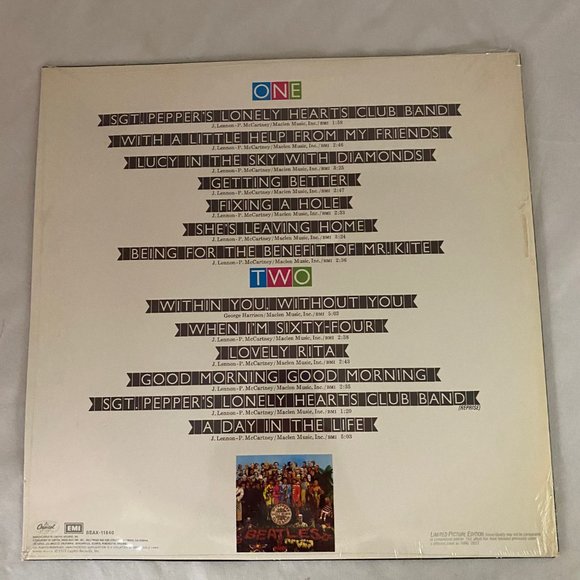 ONE
SGT. PEPPER'S LONELY HEARTS CLUB BAND
J. Lennon-P. McCartney/Maclen Music, Inc./BMI 1:58
WITH A LITTLE HELP FROM MY FRIENDS
J. Lennon-P. McCartney/Maclen Music, Inc./BMI 2:46
LUCY IN THE SKY WITH DIAMONDS
J. Lennon-P. McCartney/Maclen Music, Inc./BMI 3:25
GETTING BETTER
J. Lennon-P. McCartney/Maclen Music, Inc./BMI 2:47
FIXING A HOLE
J. Lennon-P. McCartney/Maclen Music, Inc./BMI 2:33
SHE'S LEAVING HOME
J. Lennon-P. McCartney/Maclen Music, Inc./BMI 3:24
BEING FOR THE BENEFIT OF MR. KITE
J. Lennon-P. McCartney/Maclen Music, Inc./BMI 2:36
TWO
WITHIN YOU, WITHOUT YOU
George Harrison/Maclen Music, Inc./BMI 5:03
WHEN I'M SIXTY-FOUR
J. Lennon-P. McCartney/Maclen Music, Inc./BMI 2:38
LOVELY RITA
J. Lennon-P. McCartney/Maclen Music, Inc./BMI 2:43
GOOD MORNING GOOD MORNING
J. Lennon-P. McCartney/Maclen Music, Inc./BMI 2:35
SGT. PEPPER'S LONELY HEARTS CLUB BAND
(REPRISE)
J. Lennon-P. McCartney/Maclen Music, Inc./BMI 1:20
A DAY IN THE LIFE
J. Lennon-P. McCartney/Maclen Music, Inc./BMI 5:03
BEATLES
Capitol EMI SEAX-11840
LIMITED PICTURE EDITION